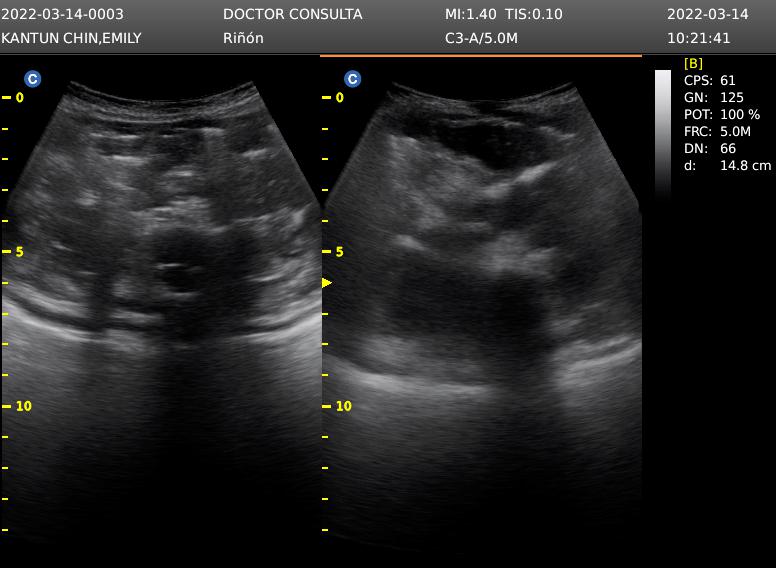 2022-03-14-0003 DOCTOR CONSULTA MI:1.40 TIS:0.10 2022-03-14
KANTUN CHIN,EMILY Riñón C3-A/5.0M 10:21:41
[B]
CPS: 61
GN: 125
POT: 100 %
FRC: 5.0M
DN: 66
d: 14.8 cm
C C
0 0
5 5
10 10